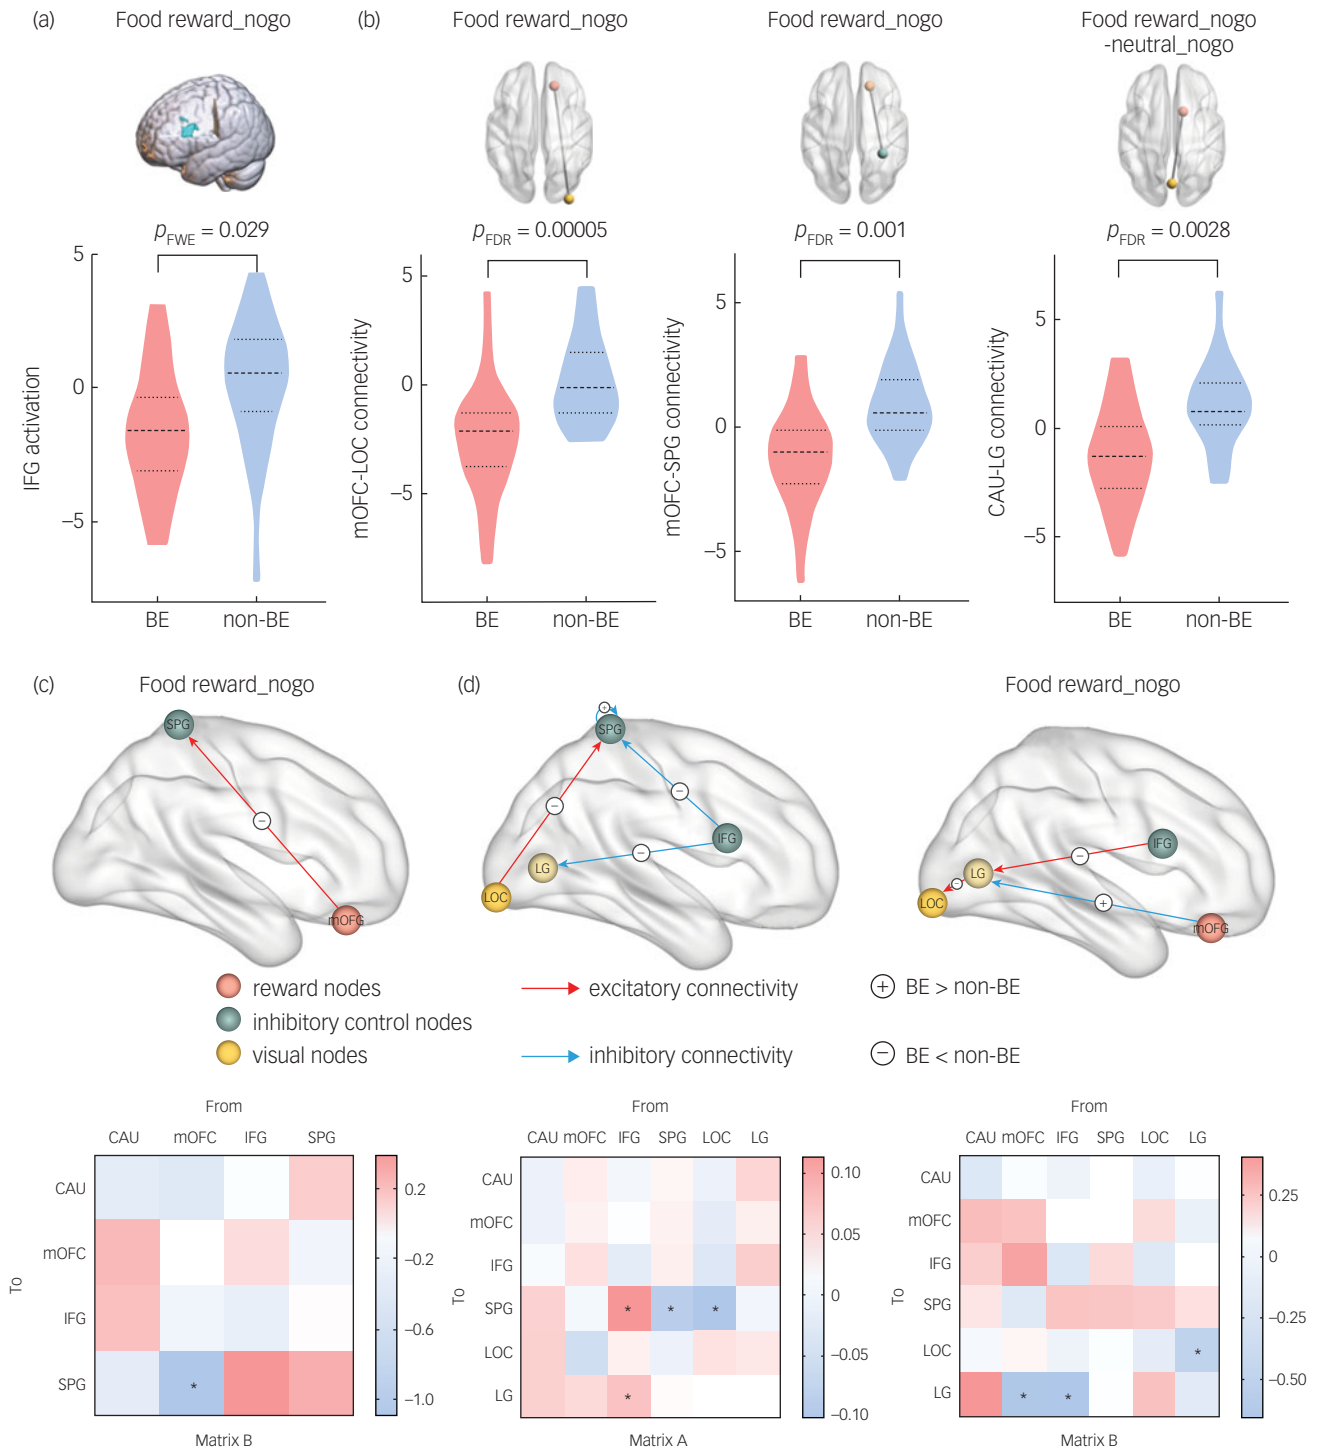 (a) Food reward_nogo (b) Food reward_nogo Food reward_nogo Food reward_nogo
-neutral_nogo
pFWE = 0.029 pFDR = 0.00005 pFDR = 0.001 pFDR = 0.0028
IFG activation
5
0
−5
BE non-BE
mOFC-LOC connectivity
5
0
−5
BE non-BE
mOFC-SPG connectivity
5
0
−5
BE non-BE
CAU-LG connectivity
5
0
−5
BE non-BE
(c) Food reward_nogo (d) Food reward_nogo
SPG
−
mOFG
+
SPG
−
−
IFG
−
LG
LOC
IFG
−
LG
−
LOC
+
mOFG
reward nodes excitatory connectivity + BE > non-BE
inhibitory control nodes
visual nodes inhibitory connectivity − BE < non-BE
From
CAU mOFC IFG SPG
To
CAU
mOFC
IFG
SPG *
0.2
−0.2
−0.6
−1.0
Matrix B
From
CAU mOFC IFG SPG LOC LG
To
CAU
mOFC
IFG
SPG * * *
LOC
LG *
0.10
0.05
0
−0.05
−0.10
Matrix A
From
CAU mOFC IFG SPG LOC LG
To
CAU
mOFC
IFG
SPG
LOC *
LG * *
0.25
0
−0.25
−0.50
Matrix B